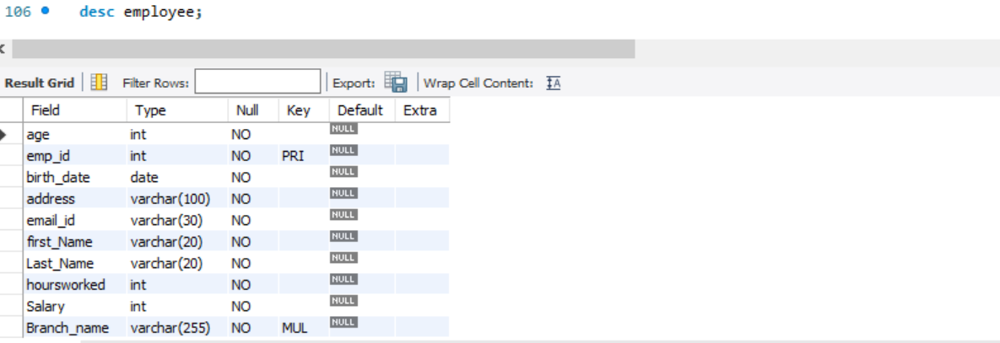 106 desc employee;
Result Grid Filter Rows: Export: Wrap Cell Content: IA
Field Type Null Key Default Extra
age int NO NULL
emp_id int NO PRI NULL
birth_date date NO NULL
address varchar(100) NO NULL
email_id varchar(30) NO NULL
first_Name varchar(20) NO NULL
Last_Name varchar(20) NO NULL
hoursworked int NO NULL
Salary int NO NULL
Branch_name varchar(255) NO MUL NULL